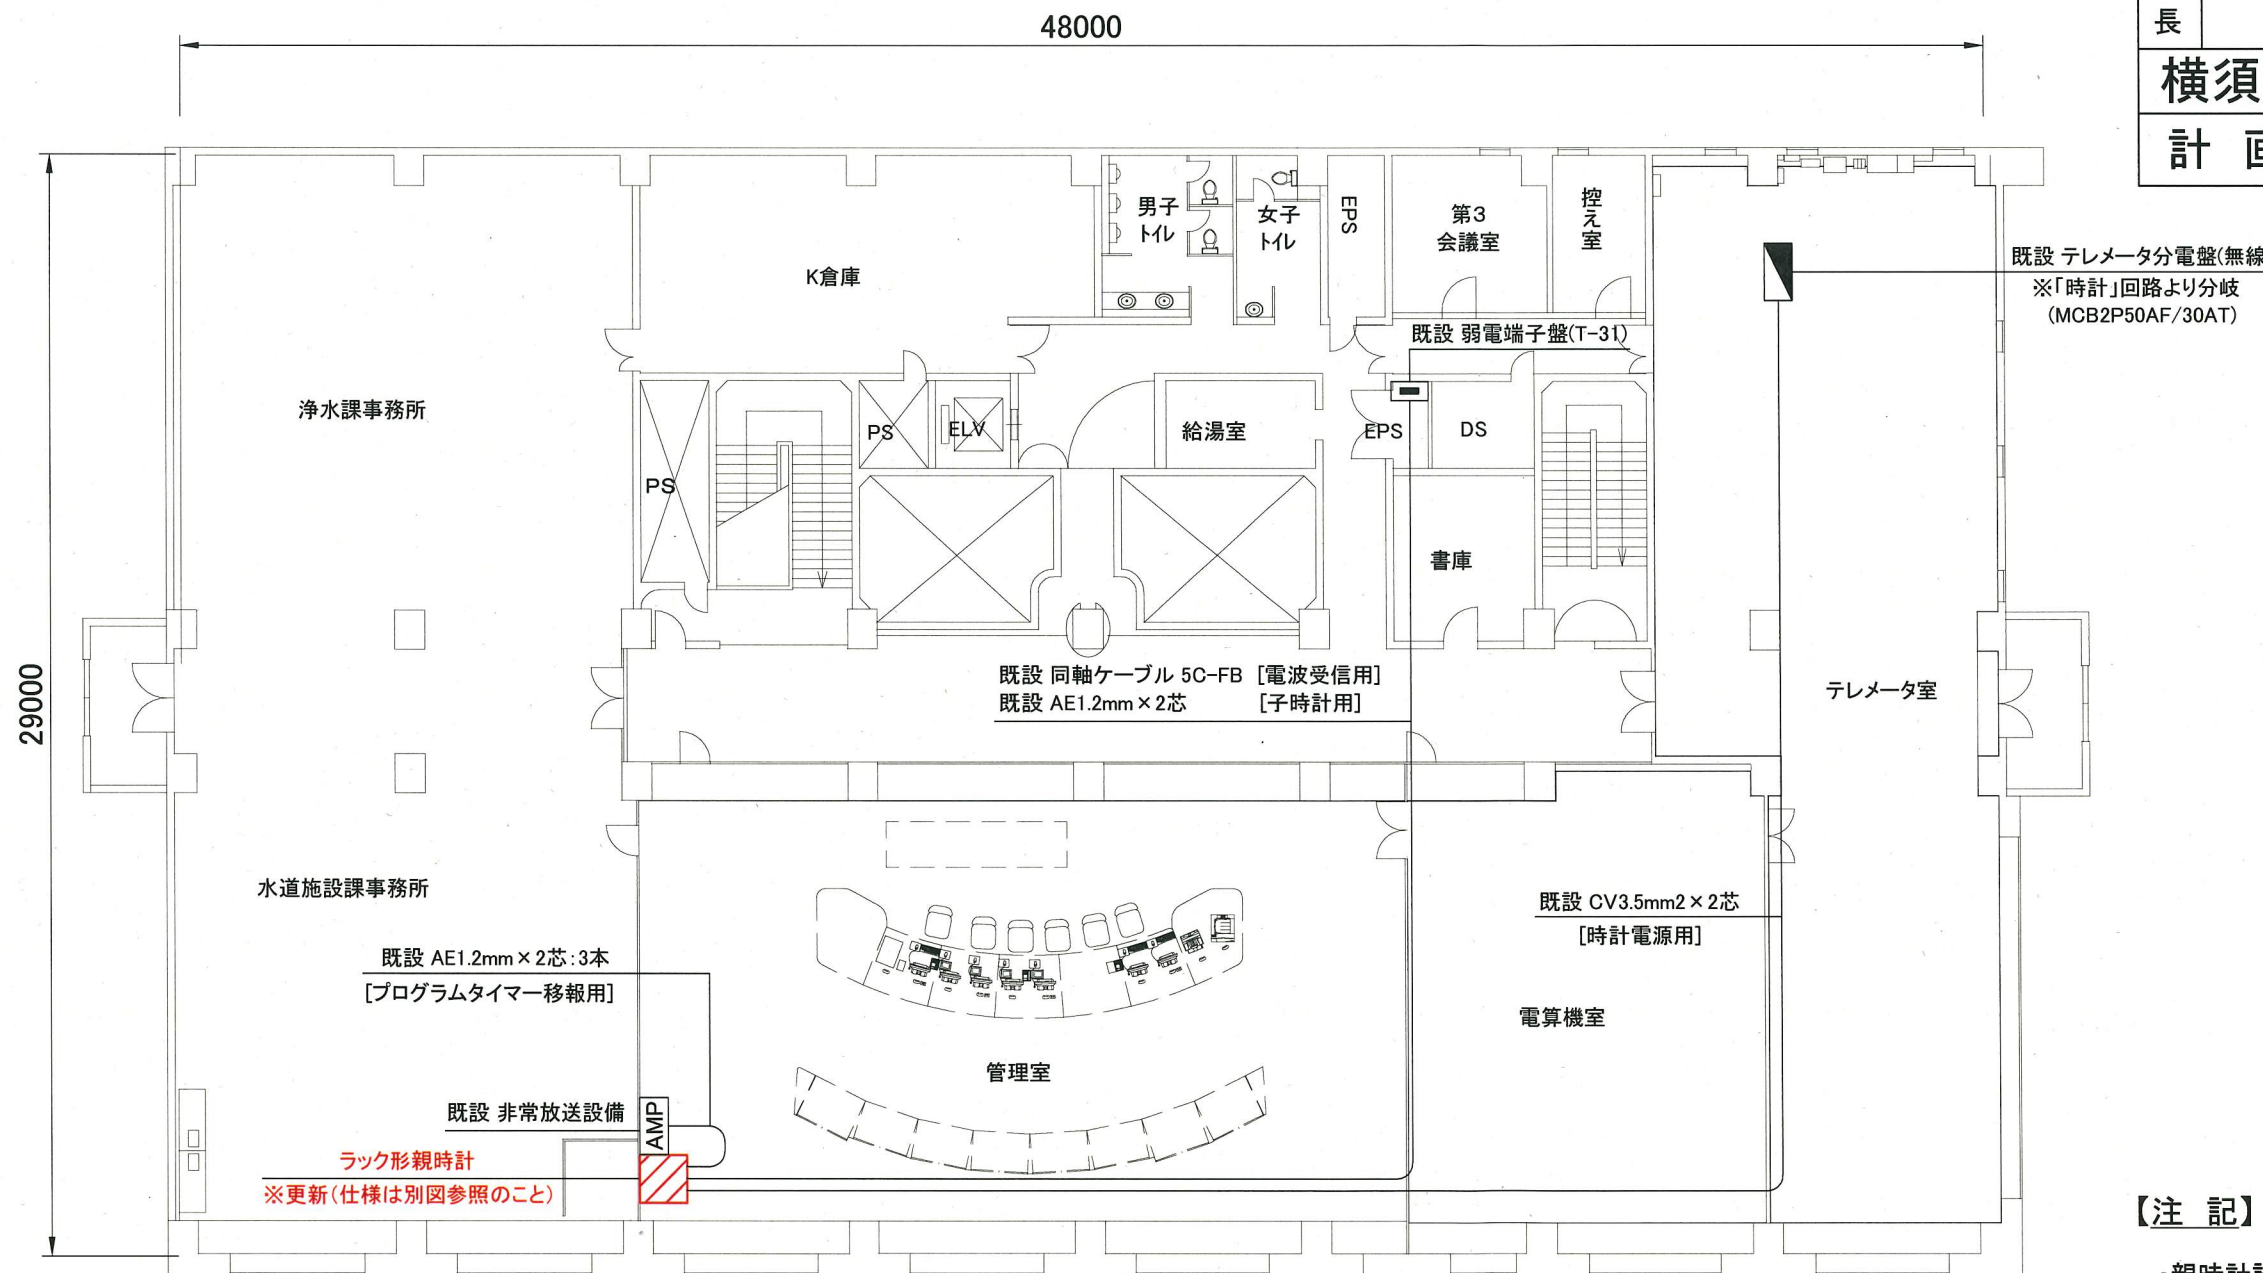 48000
長
横須
計 画
男子
トイレ
女子
トイレ
EPS
第3
会議室
控え室
K倉庫
既設 テレメータ分電盤(無線
※「時計」回路より分岐
(MCB2P50AF/30AT)
既設 弱電端子盤(T-31)
浄水課事務所
PS
ELV
給湯室
EPS
DS
PS
書庫
29000
既設 同軸ケーブル 5C-FB [電波受信用]
既設 AE1.2mm×2芯 [子時計用]
テレメータ室
水道施設課事務所
既設 CV3.5mm2×2芯
[時計電源用]
既設 AE1.2mm×2芯:3本
[プログラムタイマー移報用]
電算機室
管理室
既設 非常放送設備
AMP
ラック形親時計
※更新(仕様は別図参照のこと)
【注 記】
・親時計設